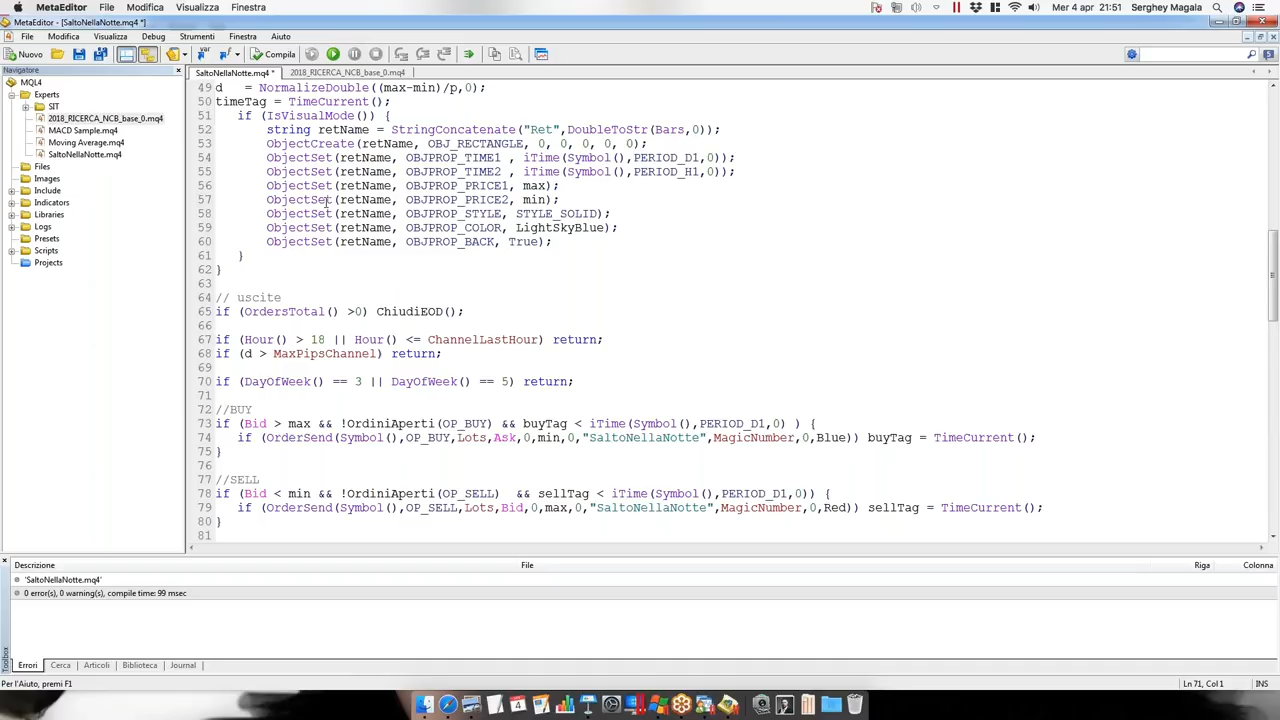 MetaEditor File Modifica Visualizza Finestra Mer 4 apr 21:51 Serghey Magala
MetaEditor - [SaltoNellaNotte.mq4 *]
File Modifica Visualizza Debug Strumenti Finestra Aiuto
Nuovo Compila
Navigatore
MQL4
Experts
SIT
2018_RICERCA_NCB_base_0.mq4
MACD Sample.mq4
Moving Average.mq4
SaltoNellaNotte.mq4
Files
Images
Include
Indicators
Libraries
Logs
Presets
Scripts
Projects
SaltoNellaNotte.mq4 * 2018_RICERCA_NCB_base_0.mq4
49 d = NormalizeDouble((max-min)/p,0);
50 timeTag = TimeCurrent();
51 if (IsVisualMode()) {
52 string retName = StringConcatenate("Ret",DoubleToStr(Bars,0));
53 ObjectCreate(retName, OBJ_RECTANGLE, 0, 0, 0, 0, 0);
54 ObjectSet(retName, OBJPROP_TIME1 , iTime(Symbol(),PERIOD_D1,0));
55 ObjectSet(retName, OBJPROP_TIME2 , iTime(Symbol(),PERIOD_H1,0));
56 ObjectSet(retName, OBJPROP_PRICE1, max);
57 ObjectSet(retName, OBJPROP_PRICE2, min);
58 ObjectSet(retName, OBJPROP_STYLE, STYLE_SOLID);
59 ObjectSet(retName, OBJPROP_COLOR, LightSkyBlue);
60 ObjectSet(retName, OBJPROP_BACK, True);
61 }
62 }
63
64 // uscite
65 if (OrdersTotal() >0) ChiudiEOD();
66
67 if (Hour() > 18 || Hour() <= ChannelLastHour) return;
68 if (d > MaxPipsChannel) return;
69
70 if (DayOfWeek() == 3 || DayOfWeek() == 5) return;
71
72 //BUY
73 if (Bid > max && !OrdiniAperti(OP_BUY) && buyTag < iTime(Symbol(),PERIOD_D1,0) ) {
74 if (OrderSend(Symbol(),OP_BUY,Lots,Ask,0,min,0,"SaltoNellaNotte",MagicNumber,0,Blue)) buyTag = TimeCurrent();
75 }
76
77 //SELL
78 if (Bid < min && !OrdiniAperti(OP_SELL) && sellTag < iTime(Symbol(),PERIOD_D1,0)) {
79 if (OrderSend(Symbol(),OP_SELL,Lots,Bid,0,max,0,"SaltoNellaNotte",MagicNumber,0,Red)) sellTag = TimeCurrent();
80 }
81
Descrizione File Riga Colonna
'SaltoNellaNotte.mq4'
0 error(s), 0 warning(s), compile time: 99 msec
Toolbox
Errori Cerca Articoli Biblioteca Journal
Per l'Aiuto, premi F1 Ln 71, Col 1 INS